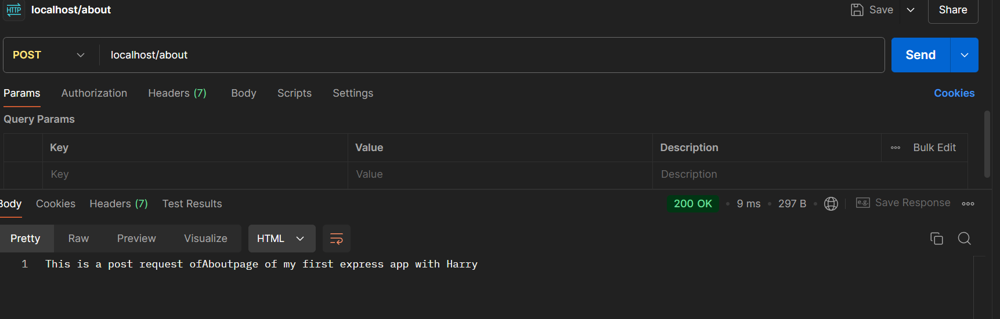 HTTP localhost/about Save Share
POST localhost/about Send
Params Authorization Headers (7) Body Scripts Settings Cookies
Query Params
Key Value Description Bulk Edit
Key Value Description
Body Cookies Headers (7) Test Results 200 OK 9 ms 297 B e.g. Save Response
Pretty Raw Preview Visualize HTML
1 This is a post request ofAboutpage of my first express app with Harry